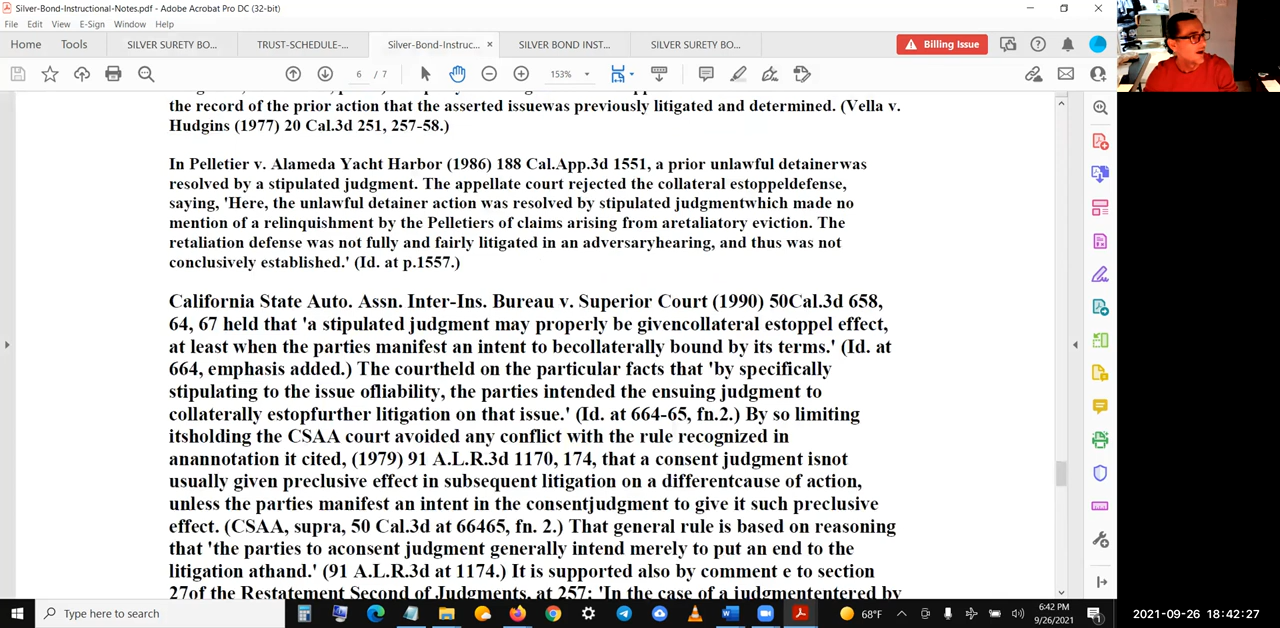 Silver-Bond-Instructional-Notes.pdf - Adobe Acrobat Pro DC (32-bit)
File Edit View E-Sign Window Help
Home Tools SILVER SURETY BO... TRUST-SCHEDULE-... Silver-Bond-Instruc... × SILVER BOND INST... SILVER SURETY BO... Billing Issue
6 / 7 153%
the record of the prior action that the asserted issuewas previously litigated and determined. (Vella v.
Hudgins (1977) 20 Cal.3d 251, 257-58.)
In Pelletier v. Alameda Yacht Harbor (1986) 188 Cal.App.3d 1551, a prior unlawful detainerwas
resolved by a stipulated judgment. The appellate court rejected the collateral estoppeldefense,
saying, 'Here, the unlawful detainer action was resolved by stipulated judgmentwhich made no
mention of a relinquishment by the Pelletiers of claims arising from aretaliatory eviction. The
retaliation defense was not fully and fairly litigated in an adversaryhearing, and thus was not
conclusively established.' (Id. at p.1557.)
California State Auto. Assn. Inter-Ins. Bureau v. Superior Court (1990) 50Cal.3d 658,
64, 67 held that 'a stipulated judgment may properly be givencollateral estoppel effect,
at least when the parties manifest an intent to becollaterally bound by its terms.' (Id. at
664, emphasis added.) The courtheld on the particular facts that 'by specifically
stipulating to the issue ofliability, the parties intended the ensuing judgment to
collaterally estopfurther litigation on that issue.' (Id. at 664-65, fn.2.) By so limiting
itsholding the CSAA court avoided any conflict with the rule recognized in
anannotation it cited, (1979) 91 A.L.R.3d 1170, 174, that a consent judgment isnot
usually given preclusive effect in subsequent litigation on a differentcause of action,
unless the parties manifest an intent in the consentjudgment to give it such preclusive
effect. (CSAA, supra, 50 Cal.3d at 66465, fn. 2.) That general rule is based on reasoning
that 'the parties to aconsent judgment generally intend merely to put an end to the
litigation athand.' (91 A.L.R.3d at 1174.) It is supported also by comment e to section
27of the Restatement Second of Judgments, at 257: 'In the case of a judgmententered by
Type here to search
68°F
6:42 PM
9/26/2021
2021-09-26 18:42:27